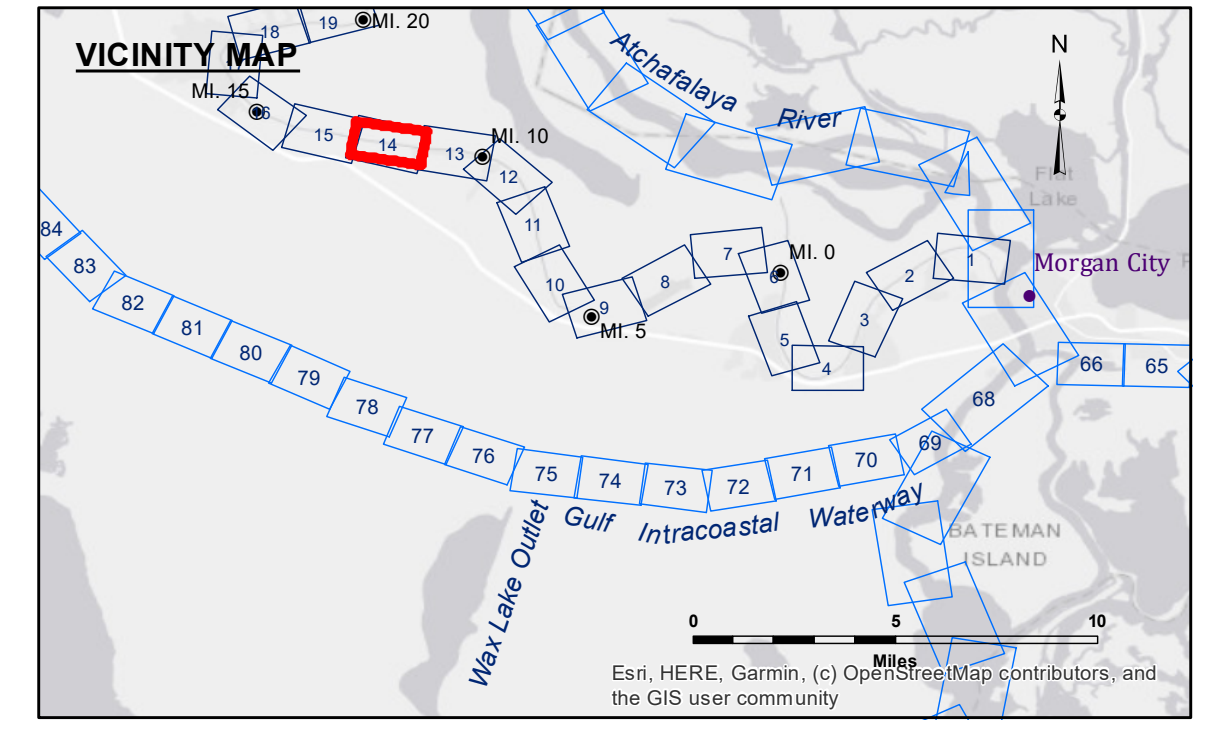 18
19
MI. 20
VICINITY MAP
N
Atchafalaya
River
MI. 15
15
14
13
MI. 10
12
Flat
Lake
11
84
83
7
MI. 0
2
1
Morgan City
10
8
6
82
9
MI. 5
3
81
5
80
4
66
65
79
78
68
77
69
76
75
74
73
72
71
70
Wax Lake Outlet
Gulf Intracoastal Waterway
BATEMAN
ISLAND
0
5
10
Miles
Esri, HERE, Garmin, (c) OpenStreetMap contributors, and
the GIS user community